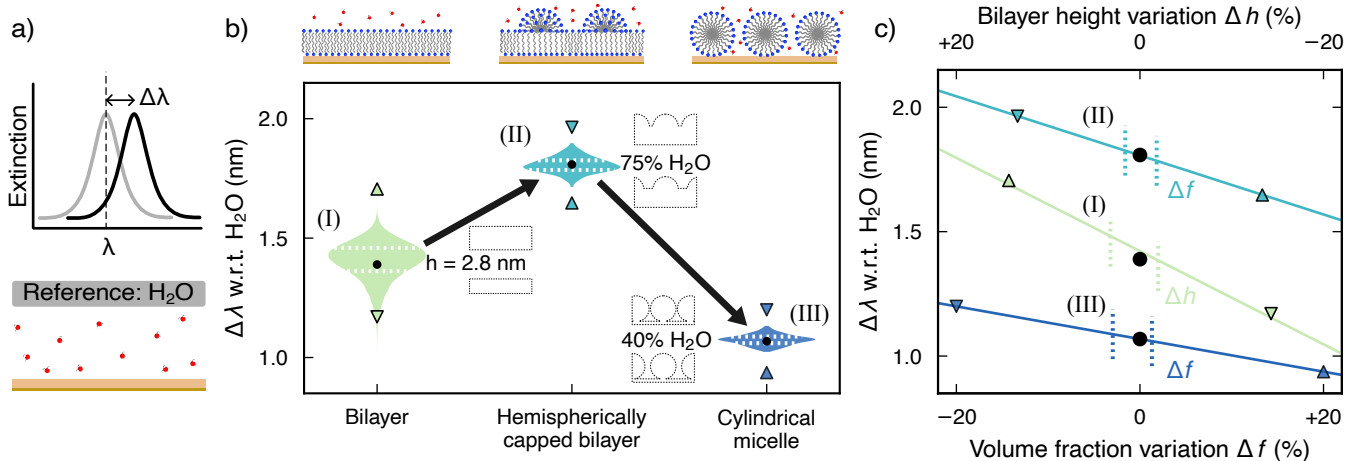 a)
Δλ
Extinction
λ
Reference: H₂O
b)
Δλ w.r.t. H₂O (nm)
2.0
1.5
1.0
(I)
(II)
(III)
h = 2.8 nm
75% H₂O
40% H₂O
Bilayer
Hemispherically
capped bilayer
Cylindrical
micelle
c)
Bilayer height variation Δh (%)
+20
0
−20
Δλ w.r.t. H₂O (nm)
2.0
1.5
1.0
(II)
Δf
(I)
Δh
(III)
Δf
−20
0
+20
Volume fraction variation Δf (%)